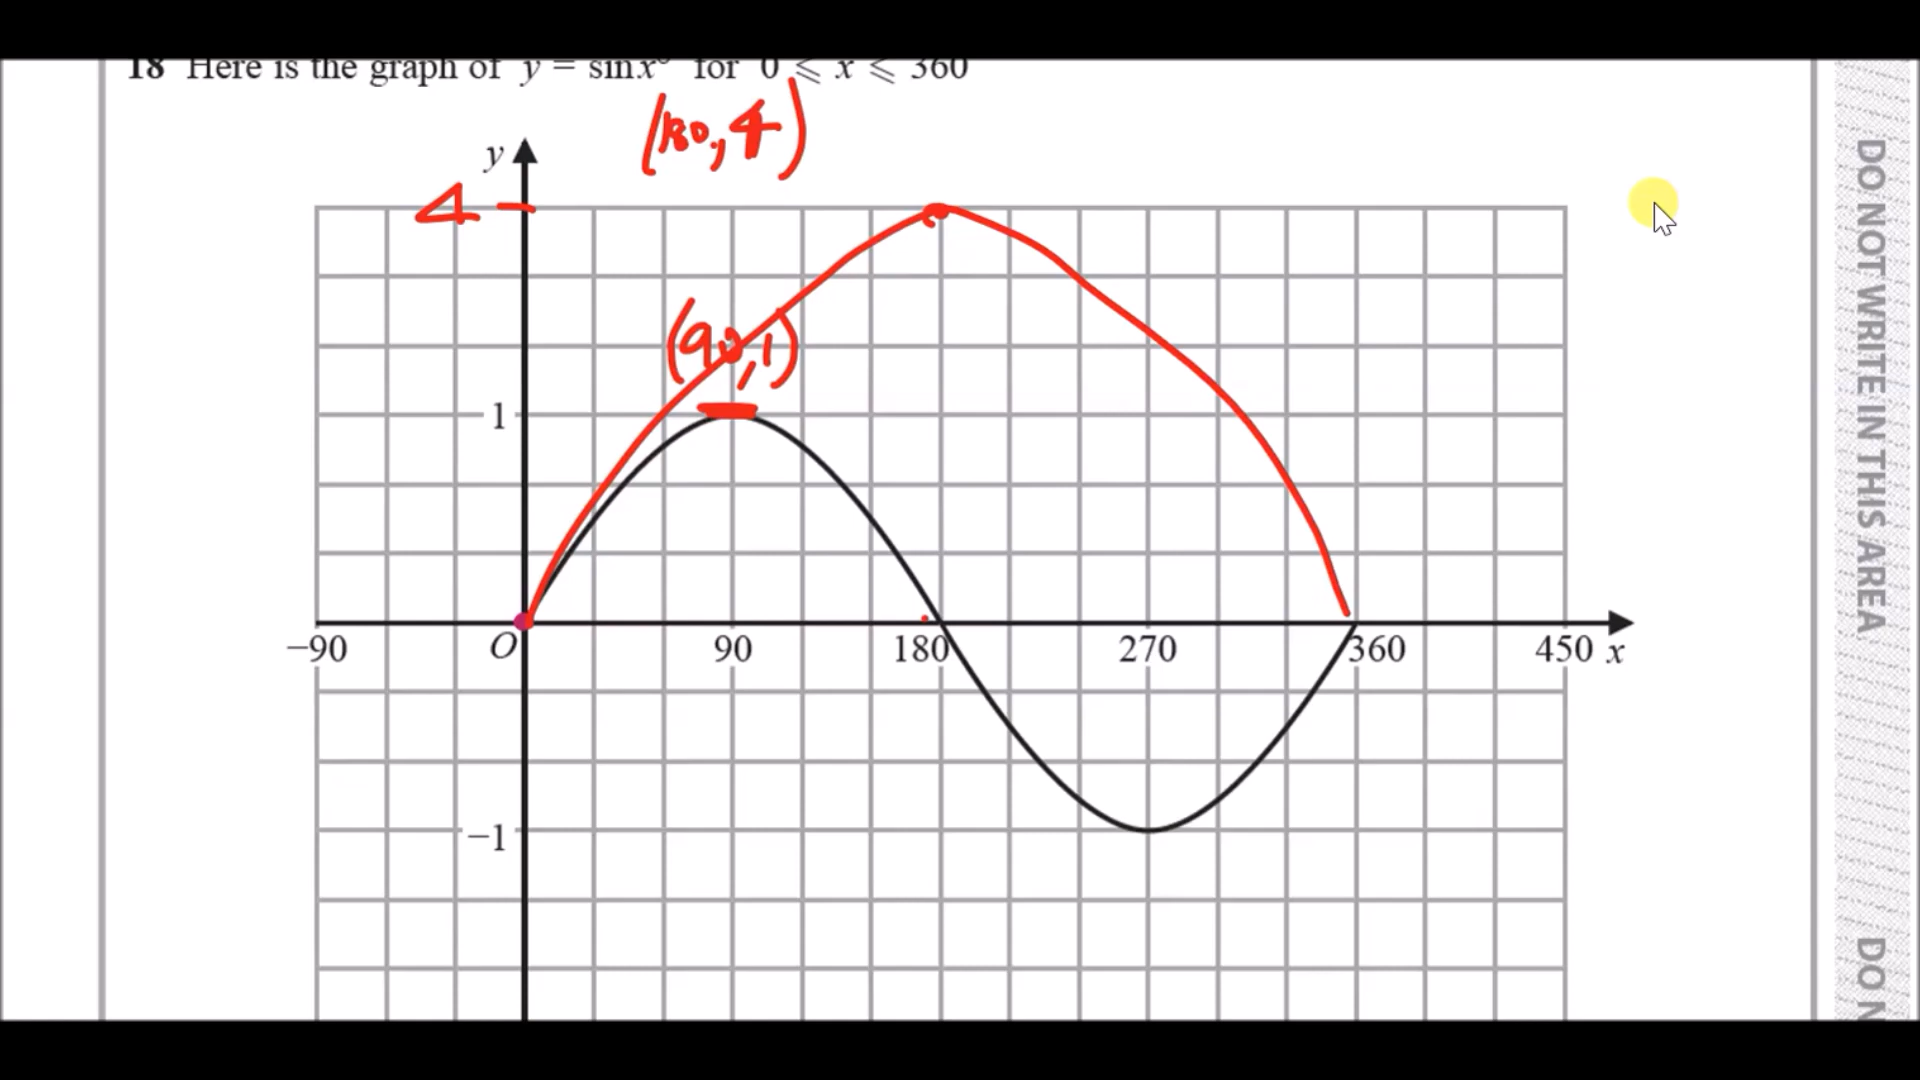 18 Here is the graph of y = sin x° for 0 ⩽ x ⩽ 360
(180, 4)
y
4
(90, 1)
1
−90 O 90 180 270 360 450 x
−1
DO NOT WRITE IN THIS AREA
DO N